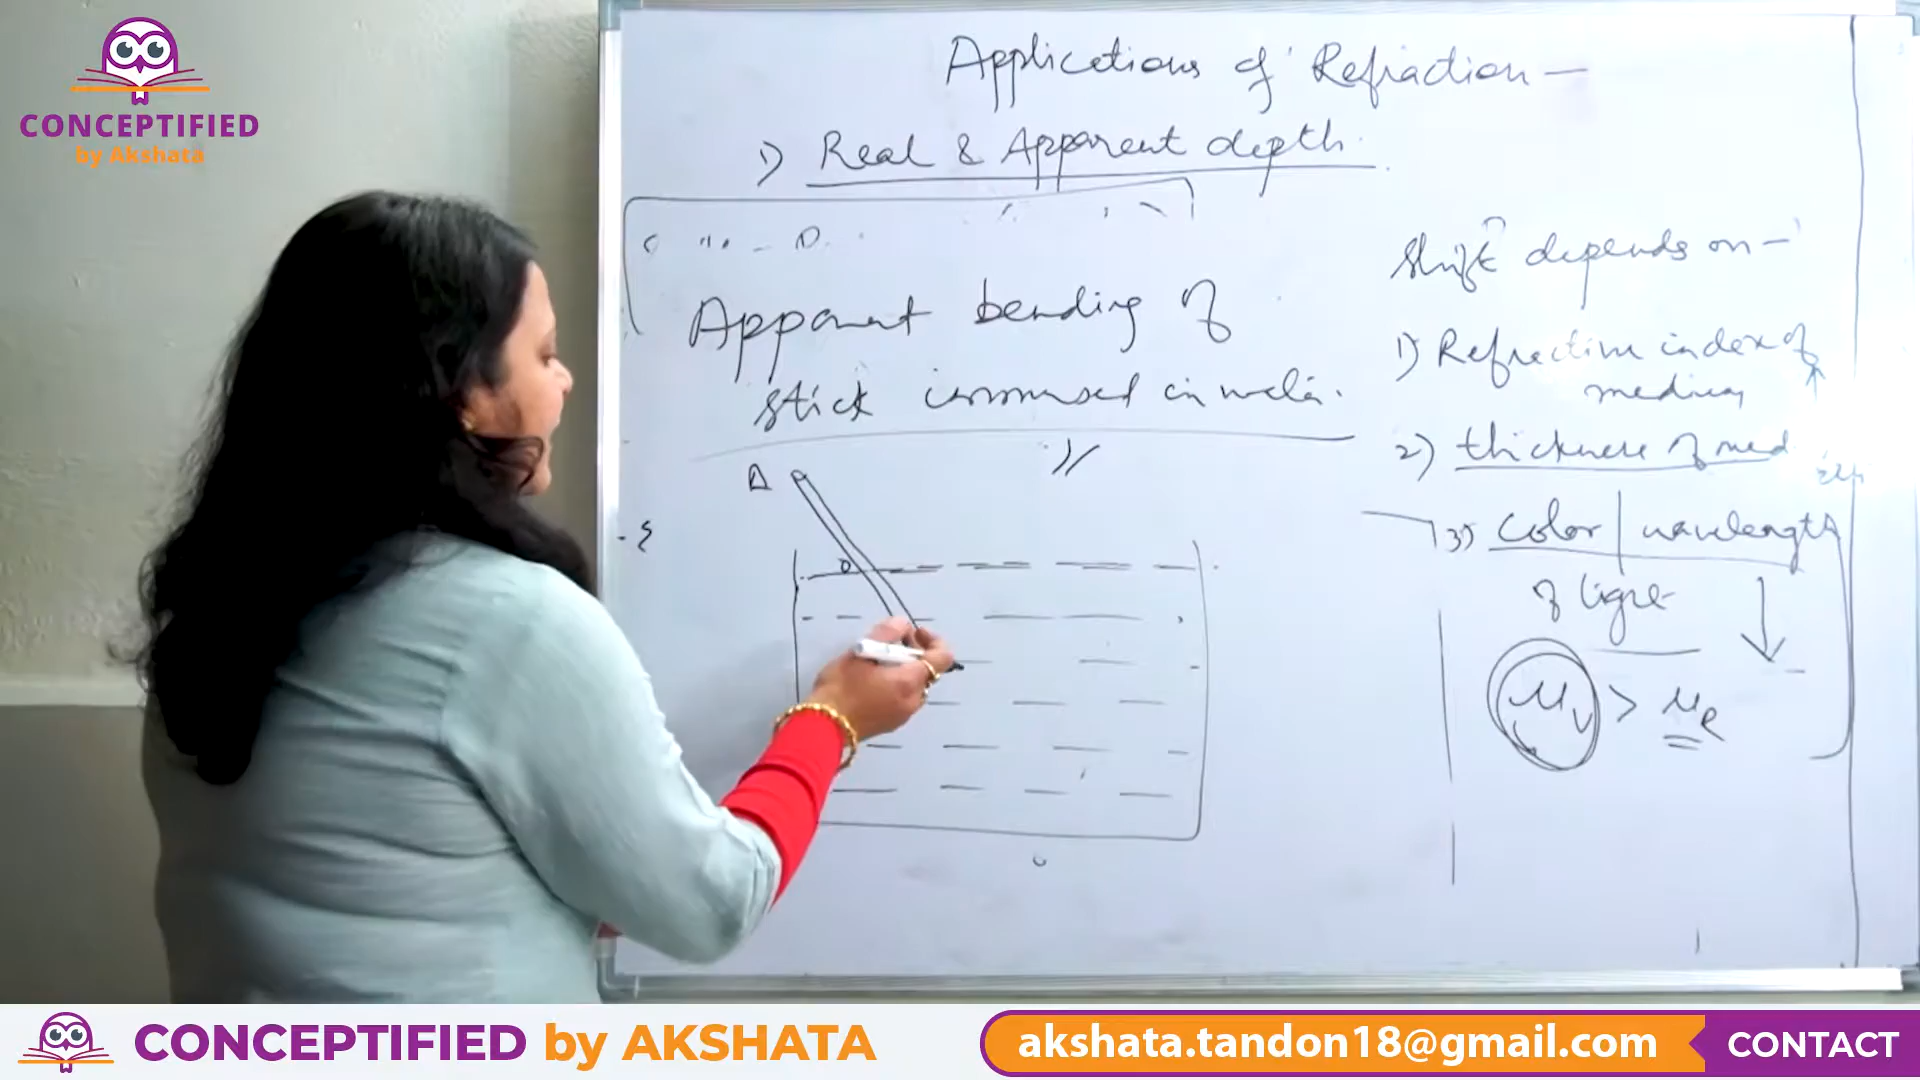 CONCEPTIFIED
by Akshata
Applications of Refraction —
1) Real & Apparent depth.
Apparent bending of
stick immersed in water.
A
O
Shift depends on —
1) Refractive index of
medium
2) thickness of med
3) Color | wavelength
of light
μV > μR
CONCEPTIFIED by AKSHATA
akshata.tandon18@gmail.com
CONTACT